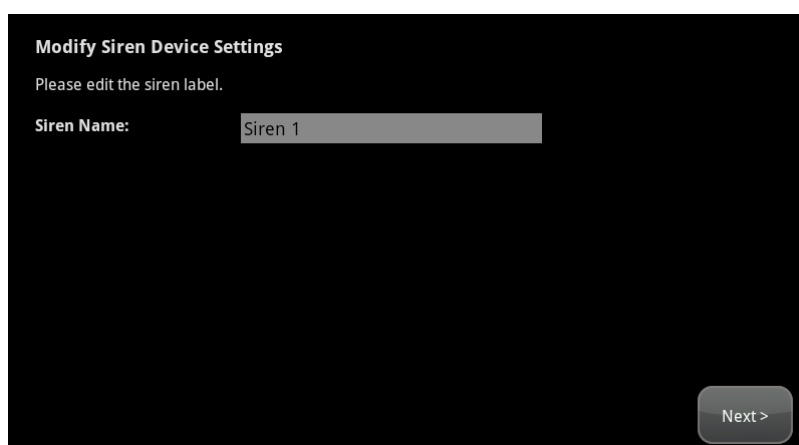 Modify Siren Device Settings
Please edit the siren label.
Siren Name: Siren 1
Next >